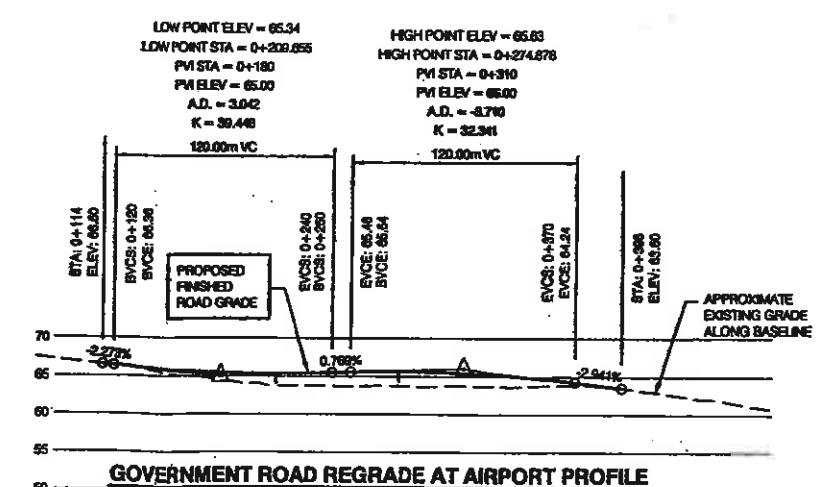 LOW POINT ELEV = 65.34
LOW POINT STA = 0+209.655
PVI STA = 0+180
PVI ELEV = 65.00
A.D. = 3.042
K = 39.448
120.00m VC
HIGH POINT ELEV = 65.63
HIGH POINT STA = 0+274.878
PVI STA = 0+310
PVI ELEV = 66.00
A.D. = -3.710
K = 32.341
120.00m VC
STA: 0+114
ELEV: 66.50
BVCS: 0+120
BVCE: 66.36
EVCS: 0+240
BVCS: 0+250
EVCE: 65.46
BVCE: 65.54
EVCS: 0+370
EVCE: 64.24
STA: 0+395
ELEV: 63.50
PROPOSED
FINISHED
ROAD GRADE
APPROXIMATE
EXISTING GRADE
ALONG BASELINE
70
-2.273%
0.769%
-2.941%
65
60
55
50
GOVERNMENT ROAD REGRADE AT AIRPORT PROFILE